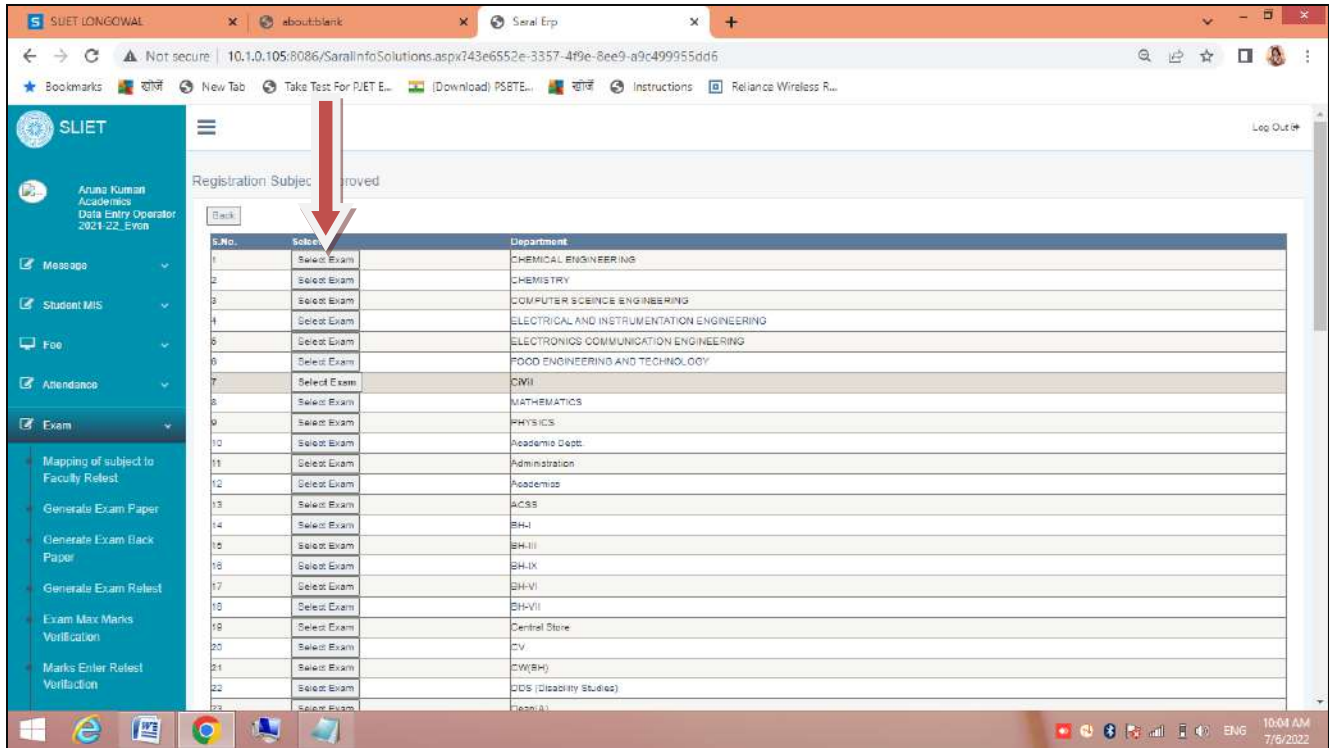 SLIET LONGOWAL
about:blank
Saral Erp
Not secure | 10.1.0.105:8086/SaralInfoSolutions.aspx?43e6552e-3357-4f9e-8ee9-a9c499955dd6
Bookmarks खोजें New Tab Take Test For PJET E... (Download) PSBTE... खोजें Instructions Reliance Wireless R...
SLIET
Log Out
Aruna Kumari
Academics
Data Entry Operator
2021-22_Even
Message
Student MIS
Fee
Attendance
Exam
Mapping of subject to
Faculty Retest
Generate Exam Paper
Generate Exam Back
Paper
Generate Exam Retest
Exam Max Marks
Verification
Marks Enter Retest
Verifaction
Registration Subjec roved
Back
S.No. Select Department
1 Select Exam CHEMICAL ENGINEERING
2 Select Exam CHEMISTRY
3 Select Exam COMPUTER SCEINCE ENGINEERING
4 Select Exam ELECTRICAL AND INSTRUMENTATION ENGINEERING
5 Select Exam ELECTRONICS COMMUNICATION ENGINEERING
6 Select Exam FOOD ENGINEERING AND TECHNOLOGY
7 Select Exam CiVil
8 Select Exam MATHEMATICS
9 Select Exam PHYSICS
10 Select Exam Academic Deptt.
11 Select Exam Administration
12 Select Exam Academics
13 Select Exam ACSS
14 Select Exam BH-I
15 Select Exam BH-III
16 Select Exam BH-IX
17 Select Exam BH-VI
18 Select Exam BH-VII
19 Select Exam Central Store
20 Select Exam CV
21 Select Exam CW(BH)
22 Select Exam DDS (Disability Studies)
23 Select Exam Dean(A)
ENG
10:04 AM
7/6/2022